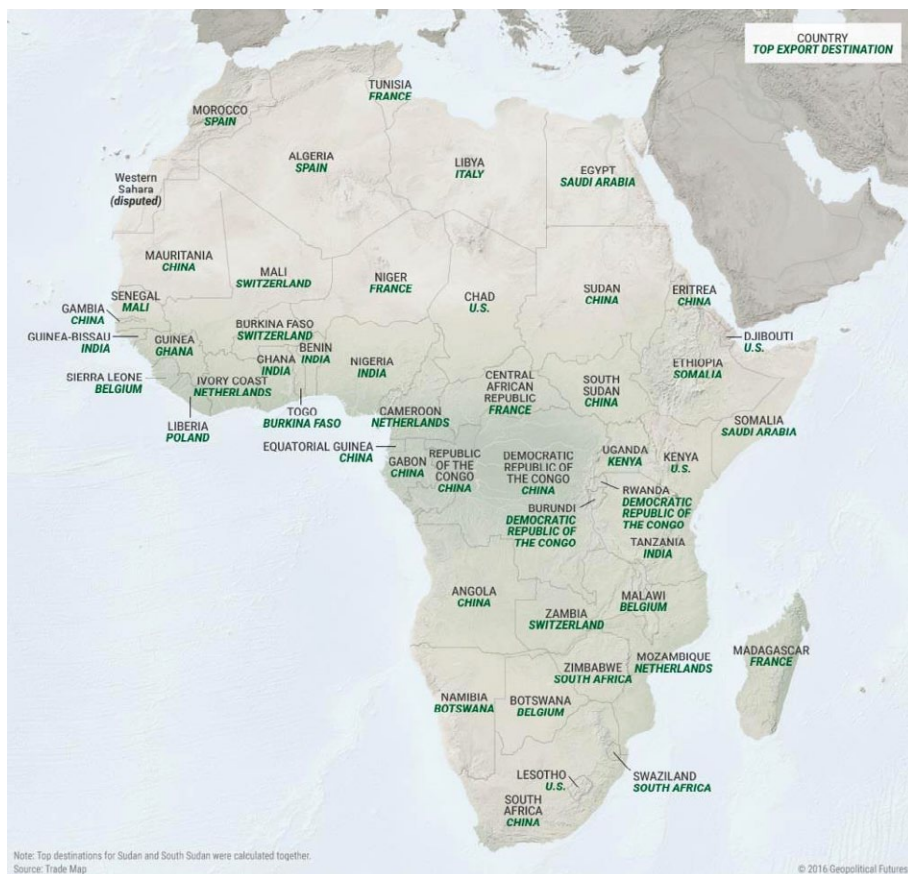 COUNTRY
TOP EXPORT DESTINATION
TUNISIA
FRANCE
MOROCCO
SPAIN
ALGERIA
SPAIN
LIBYA
ITALY
EGYPT
SAUDI ARABIA
Western
Sahara
(disputed)
MAURITANIA
CHINA
MALI
SWITZERLAND
NIGER
FRANCE
CHAD
U.S.
SUDAN
CHINA
ERITREA
CHINA
SENEGAL
MALI
GAMBIA
CHINA
GUINEA-BISSAU
INDIA
GUINEA
GHANA
BURKINA FASO
SWITZERLAND
BENIN
INDIA
GHANA
INDIA
NIGERIA
INDIA
DJIBOUTI
U.S.
ETHIOPIA
SOMALIA
SIERRA LEONE
BELGIUM
IVORY COAST
NETHERLANDS
CENTRAL
AFRICAN
REPUBLIC
FRANCE
SOUTH
SUDAN
CHINA
LIBERIA
POLAND
TOGO
BURKINA FASO
CAMEROON
NETHERLANDS
SOMALIA
SAUDI ARABIA
EQUATORIAL GUINEA
CHINA
GABON
CHINA
REPUBLIC
OF THE
CONGO
CHINA
DEMOCRATIC
REPUBLIC OF
THE CONGO
CHINA
UGANDA
KENYA
KENYA
U.S.
RWANDA
DEMOCRATIC
REPUBLIC OF
THE CONGO
BURUNDI
DEMOCRATIC
REPUBLIC OF
THE CONGO
TANZANIA
INDIA
ANGOLA
CHINA
ZAMBIA
SWITZERLAND
MALAWI
BELGIUM
MOZAMBIQUE
NETHERLANDS
MADAGASCAR
FRANCE
ZIMBABWE
SOUTH AFRICA
NAMIBIA
BOTSWANA
BOTSWANA
BELGIUM
LESOTHO
U.S.
SWAZILAND
SOUTH AFRICA
SOUTH
AFRICA
CHINA
Note: Top destinations for Sudan and South Sudan were calculated together.
Source: Trade Map
© 2016 Geopolitical Futures